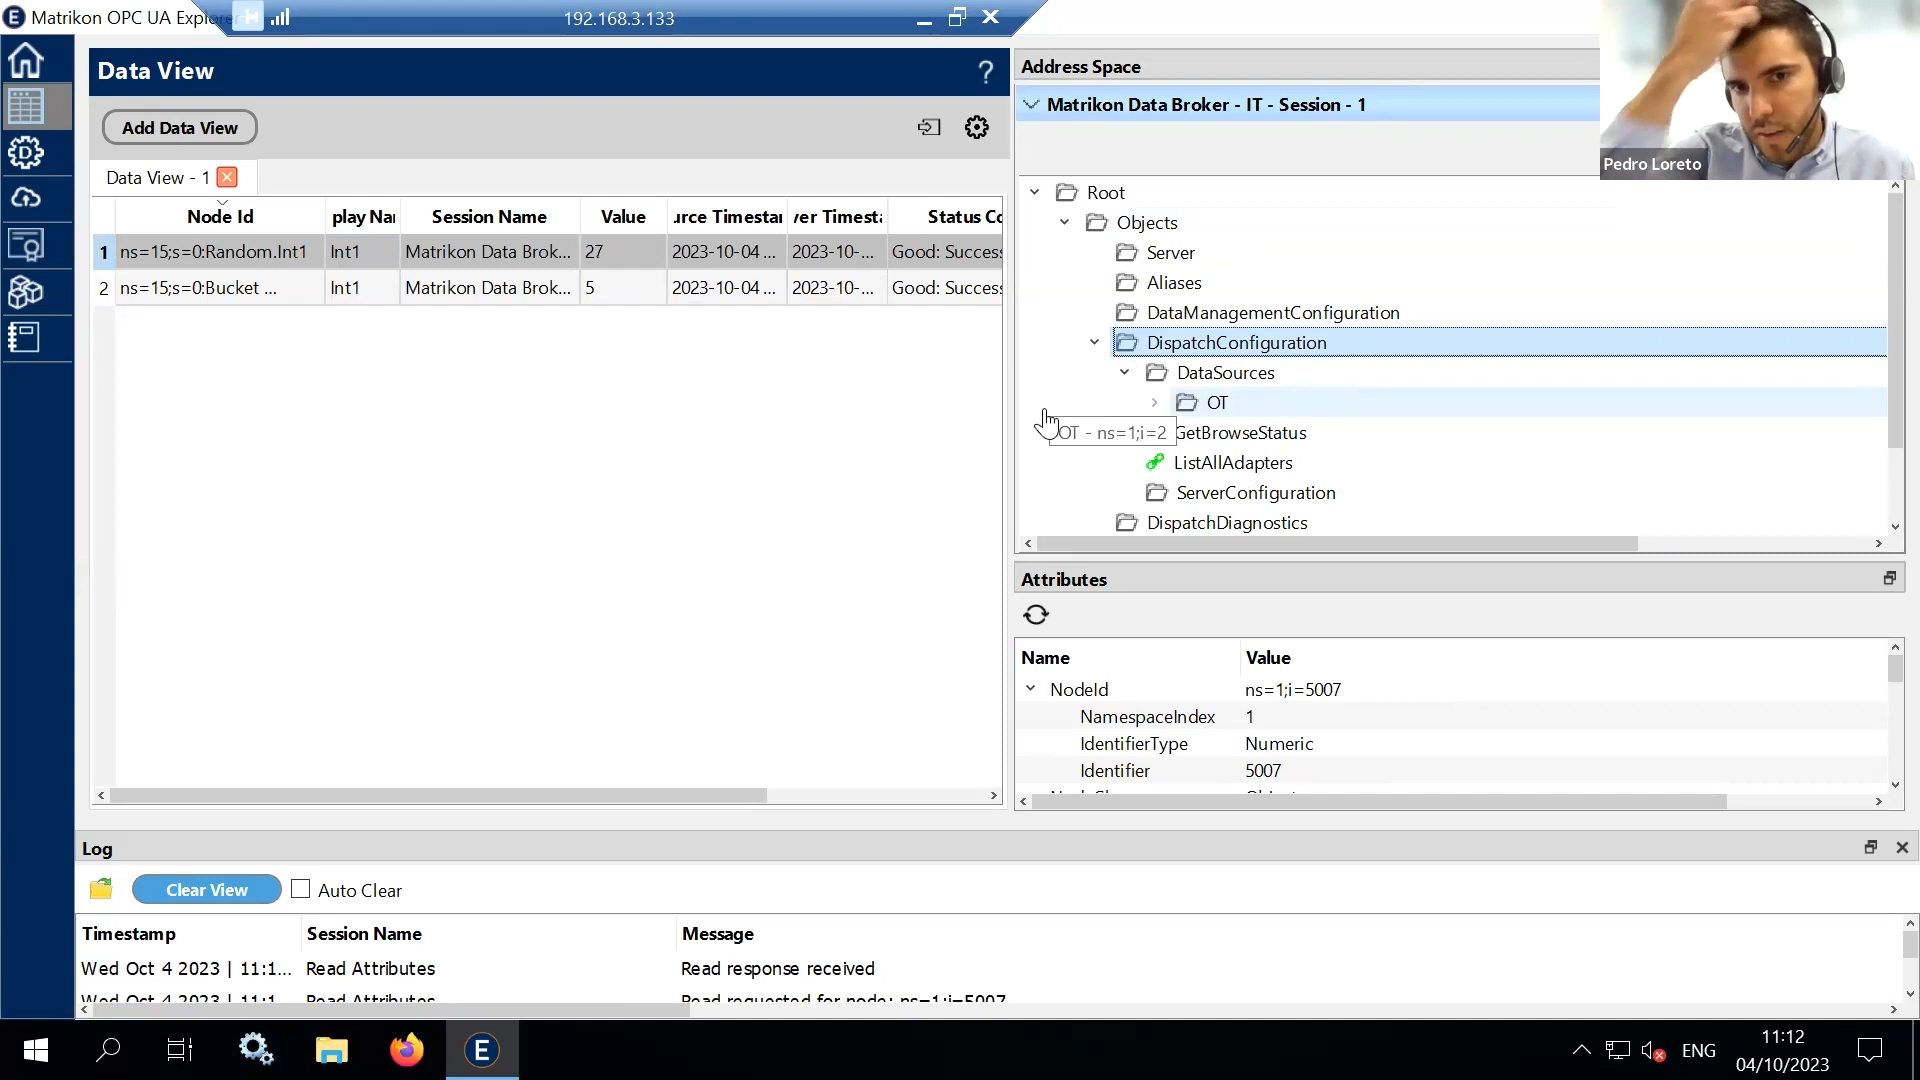 Matrikon OPC UA Explorer
192.168.3.133
Data View
?
Add Data View
Data View - 1
Node Id play Nar Session Name Value urce Timestar ver Timesta Status Co
1 ns=15;s=0:Random.Int1 Int1 Matrikon Data Brok... 27 2023-10-04 ... 2023-10-... Good: Success
2 ns=15;s=0:Bucket ... Int1 Matrikon Data Brok... 5 2023-10-04 ... 2023-10-... Good: Success
Address Space
Matrikon Data Broker - IT - Session - 1
Root
Objects
Server
Aliases
DataManagementConfiguration
DispatchConfiguration
DataSources
OT
OT - ns=1;i=2
GetBrowseStatus
ListAllAdapters
ServerConfiguration
DispatchDiagnostics
Pedro Loreto
Attributes
Name Value
NodeId ns=1;i=5007
NamespaceIndex 1
IdentifierType Numeric
Identifier 5007
Log
Clear View Auto Clear
Timestamp Session Name Message
Wed Oct 4 2023 | 11:1... Read Attributes Read response received
Wed Oct 4 2023 | 11:1... Read Attributes Read requested for node: ns=1;i=5007
ENG
11:12
04/10/2023